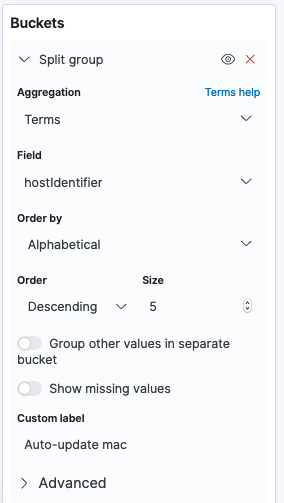 Buckets
Split group
Aggregation Terms help
Terms
Field
hostIdentifier
Order by
Alphabetical
Order Size
Descending 5
Group other values in separate
bucket
Show missing values
Custom label
Auto-update mac
Advanced